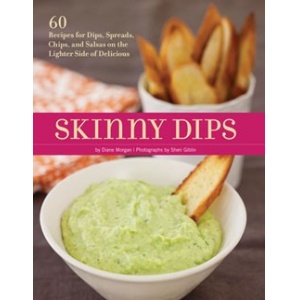 60
Recipes for Dips, Spreads,
Chips, and Salsas on the
Lighter Side of Delicious
SKINNY DIPS
by Diane Morgan | Photographs by Sheri Giblin